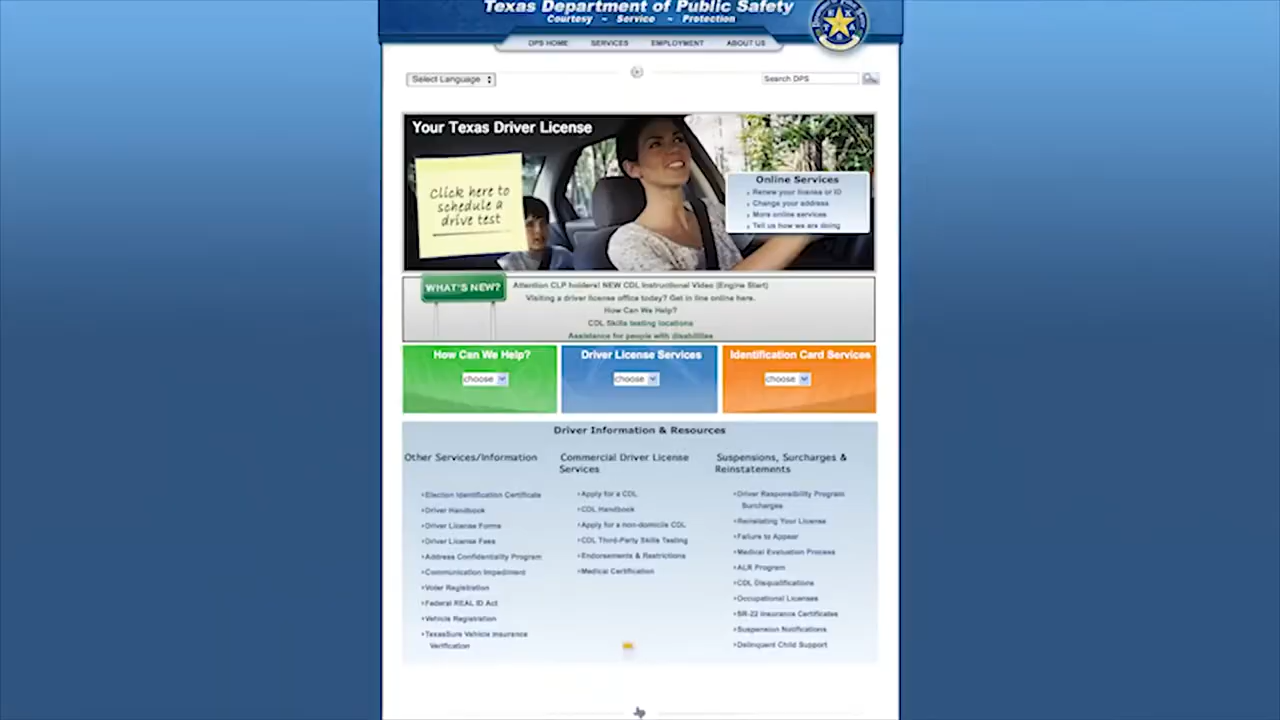 Texas Department of Public Safety
Courtesy ~ Service ~ Protection
DPS HOME SERVICES EMPLOYMENT ABOUT US
Select Language
Search DPS
Your Texas Driver License
Click here to
schedule a
drive test
Online Services
Renew your license or ID
Change your address
More online services
Tell us how we are doing
WHAT'S NEW?
Attention CLP holders! NEW CDL Instructional Video (Engine Start)
Visiting a driver license office today? Get in line online here.
How Can We Help?
CDL Skills testing locations
Assistance for people with disabilities
How Can We Help?
choose
Driver License Services
choose
Identification Card Services
choose
Driver Information & Resources
Other Services/Information
Election Identification Certificate
Driver Handbook
Driver License Forms
Driver License Fees
Address Confidentiality Program
Communication Impediment
Voter Registration
Federal REAL ID Act
Vehicle Registration
TexasSure Vehicle Insurance
Verification
Commercial Driver License
Services
Apply for a CDL
CDL Handbook
Apply for a non-domicile CDL
CDL Third-Party Skills Testing
Endorsements & Restrictions
Medical Certification
Suspensions, Surcharges &
Reinstatements
Driver Responsibility Program
Surcharges
Reinstating Your License
Failure to Appear
Medical Evaluation Process
ALR Program
CDL Disqualifications
Occupational Licenses
SR-22 Insurance Certificates
Suspension Notifications
Delinquent Child Support